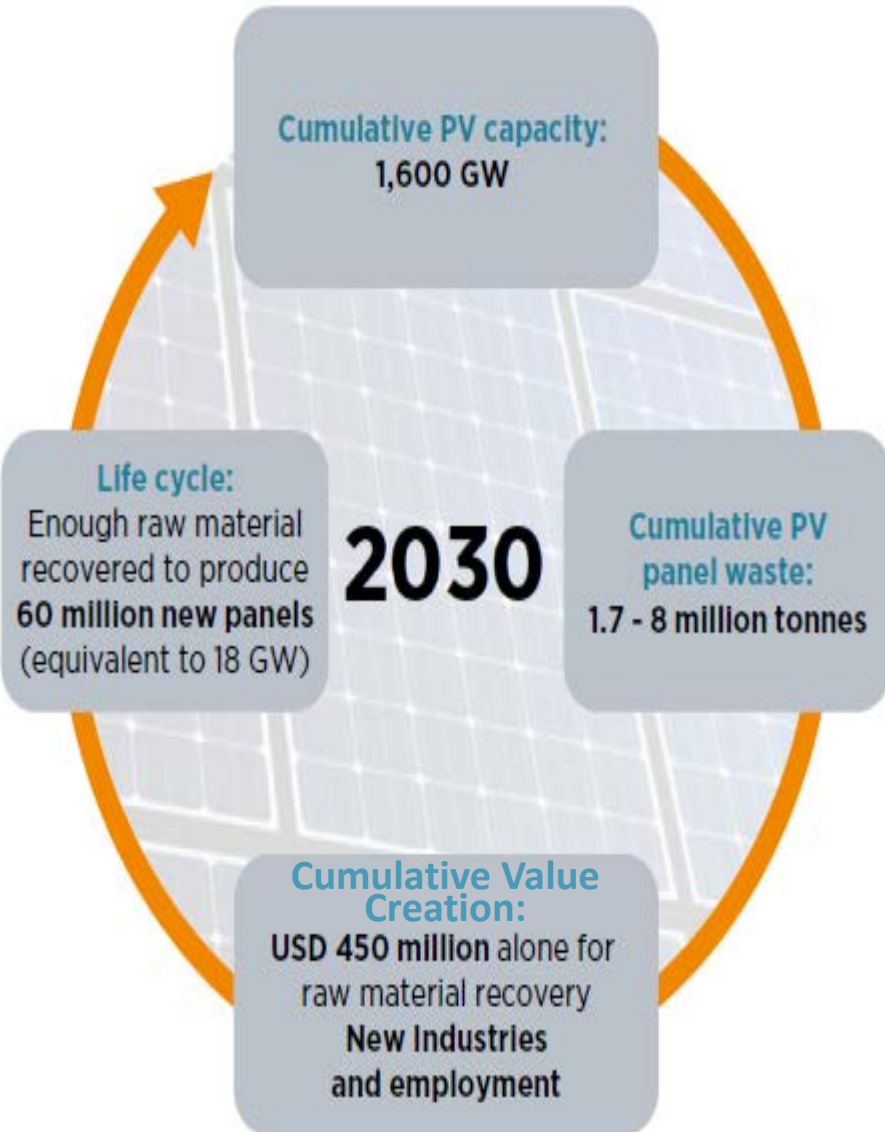 Cumulative PV capacity:
1,600 GW
Life cycle:
Enough raw material
recovered to produce
60 million new panels
(equivalent to 18 GW)
2030
Cumulative PV
panel waste:
1.7 - 8 million tonnes
Cumulative Value
Creation:
USD 450 million alone for
raw material recovery
New Industries
and employment